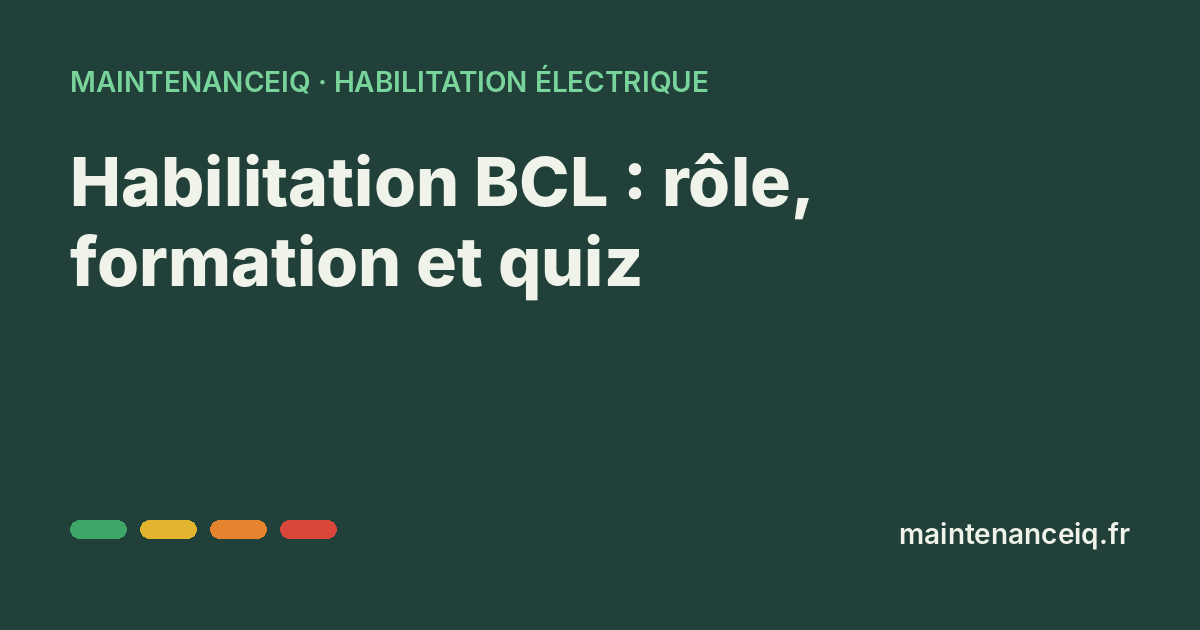 MAINTENANCEIQ · HABILITATION ÉLECTRIQUE
Habilitation BCL : rôle,
formation et quiz
maintenanceiq.fr